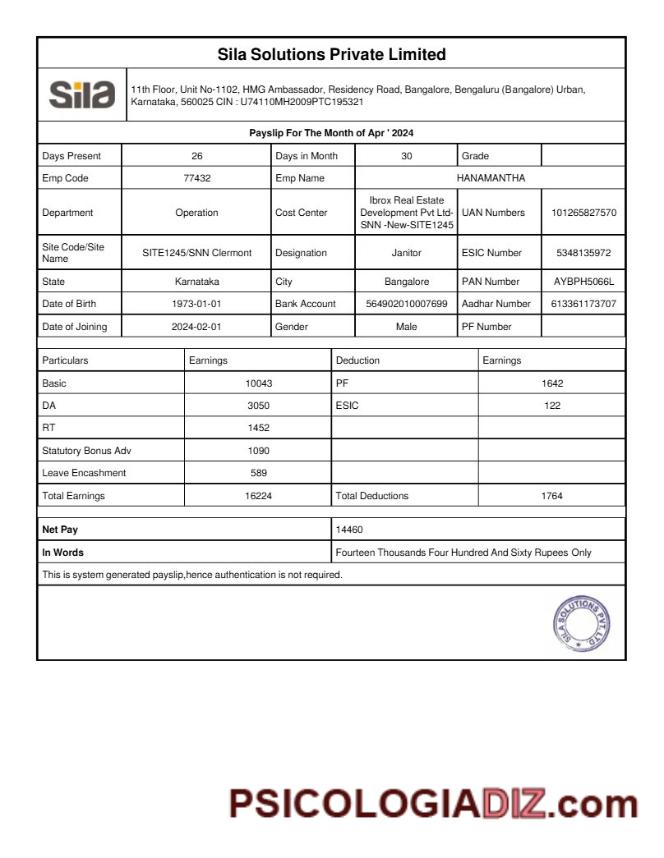 Sila Solutions Private Limited
Sila
11th Floor, Unit No-1102, HMG Ambassador, Residency Road, Bangalore, Bengaluru (Bangalore) Urban,
Karnataka, 560025 CIN : U74110MH2009PTC195321
Payslip For The Month of Apr ' 2024
Days Present 26 Days in Month 30 Grade
Emp Code 77432 Emp Name HANAMANTHA
Department Operation Cost Center Ibrox Real Estate
Development Pvt Ltd-
SNN -New-SITE1245 UAN Numbers 101265827570
Site Code/Site
Name SITE1245/SNN Clermont Designation Janitor ESIC Number 5348135972
State Karnataka City Bangalore PAN Number AYBPH5066L
Date of Birth 1973-01-01 Bank Account 564902010007699 Aadhar Number 613361173707
Date of Joining 2024-02-01 Gender Male PF Number
Particulars Earnings Deduction Earnings
Basic 10043 PF 1642
DA 3050 ESIC 122
RT 1452
Statutory Bonus Adv 1090
Leave Encashment 589
Total Earnings 16224 Total Deductions 1764
Net Pay 14460
In Words Fourteen Thousands Four Hundred And Sixty Rupees Only
This is system generated payslip,hence authentication is not required.
SILA SOLUTIONS PVT. LTD.
PSICOLOGIADIZ.com